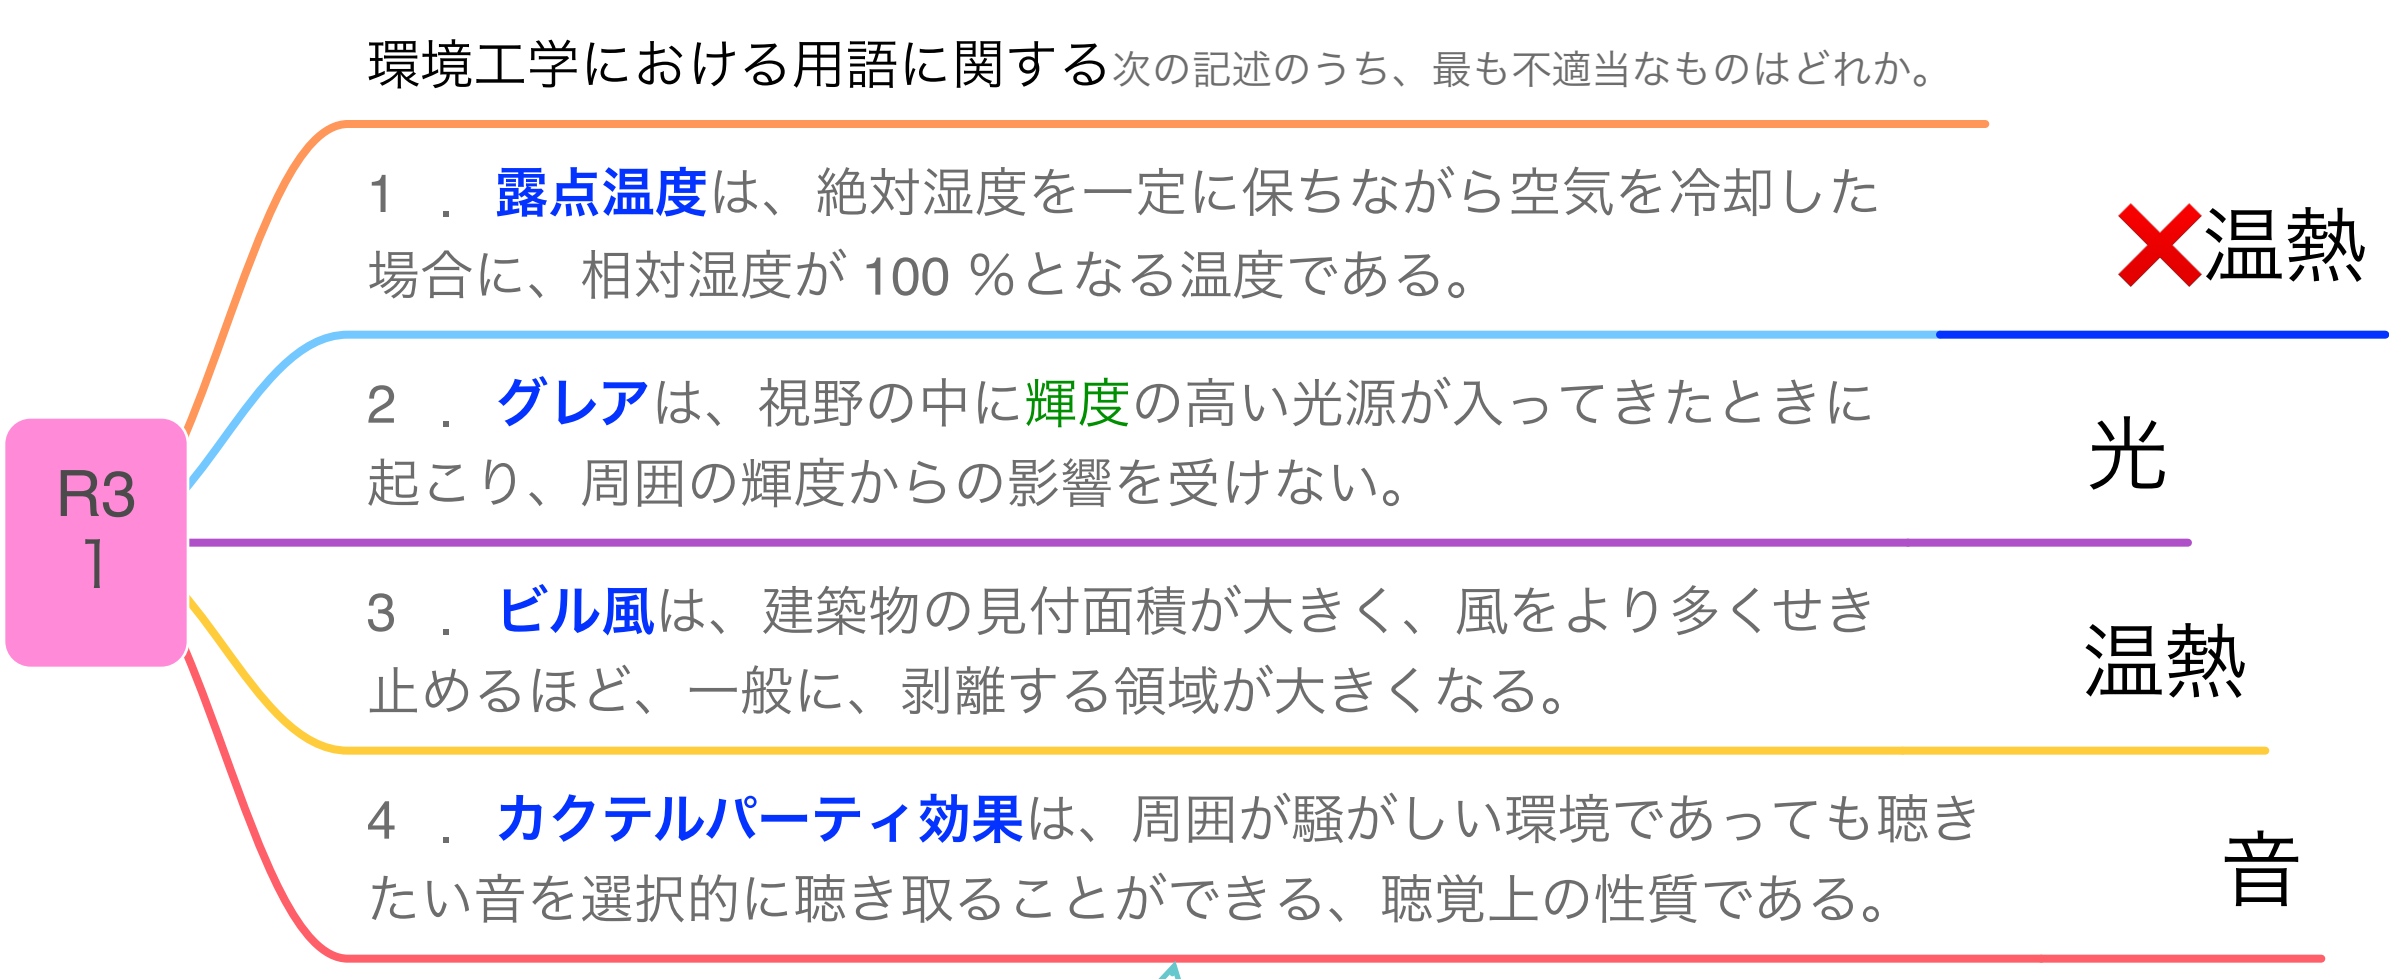 環境工学における用語に関する次の記述のうち、最も不適当なものはどれか。
1 . 露点温度は、絶対湿度を一定に保ちながら空気を冷却した
場合に、相対湿度が 100 %となる温度である。
❌温熱
2 . グレアは、視野の中に輝度の高い光源が入ってきたときに
起こり、周囲の輝度からの影響を受けない。
光
R3
1
3 . ビル風は、建築物の見付面積が大きく、風をより多くせき
止めるほど、一般に、剥離する領域が大きくなる。
温熱
4 . カクテルパーティ効果は、周囲が騒がしい環境であっても聴き
たい音を選択的に聴き取ることができる、聴覚上の性質である。
音